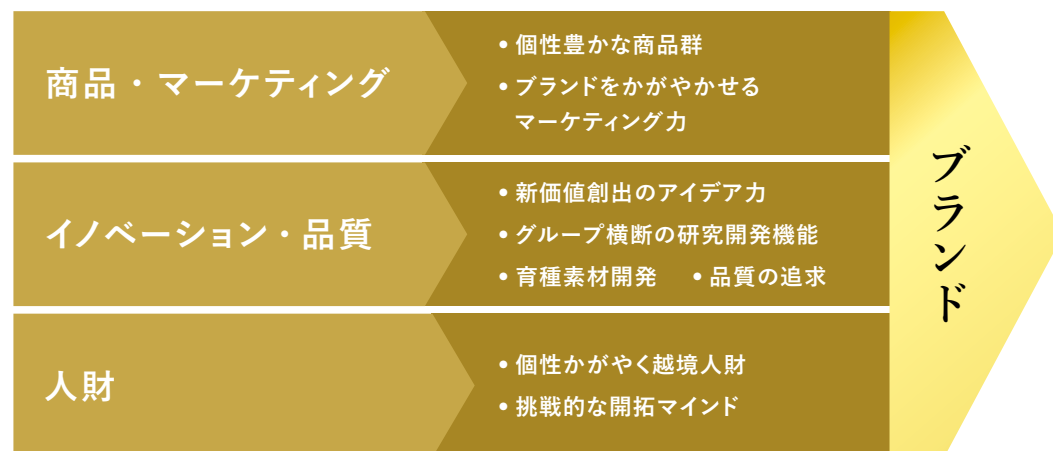 商品・マーケティング
• 個性豊かな商品群
• ブランドをかがやかせる
マーケティング力
イノベーション・品質
• 新価値創出のアイデア力
• グループ横断の研究開発機能
• 育種素材開発 • 品質の追求
人財
• 個性かがやく越境人財
• 挑戦的な開拓マインド
ブランド